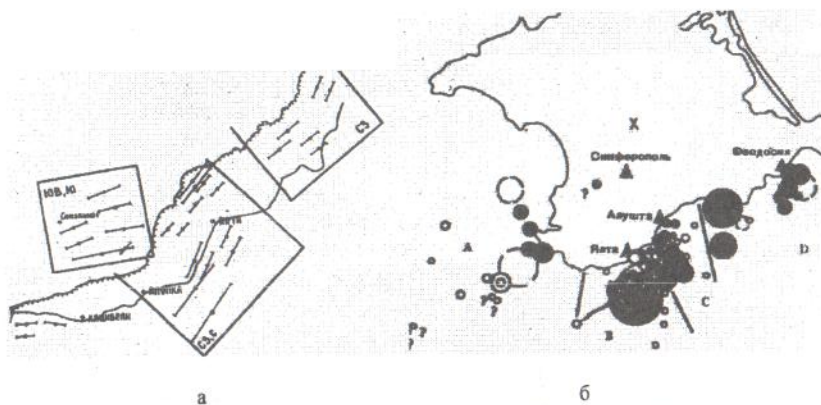 ЮВ,Ю
СЗ
ЯЛТА
СЗ,С
а
X
Симферополь
?
Феодосия
Алушта
Ялта
A
D
C
?
?
?
?
B
б